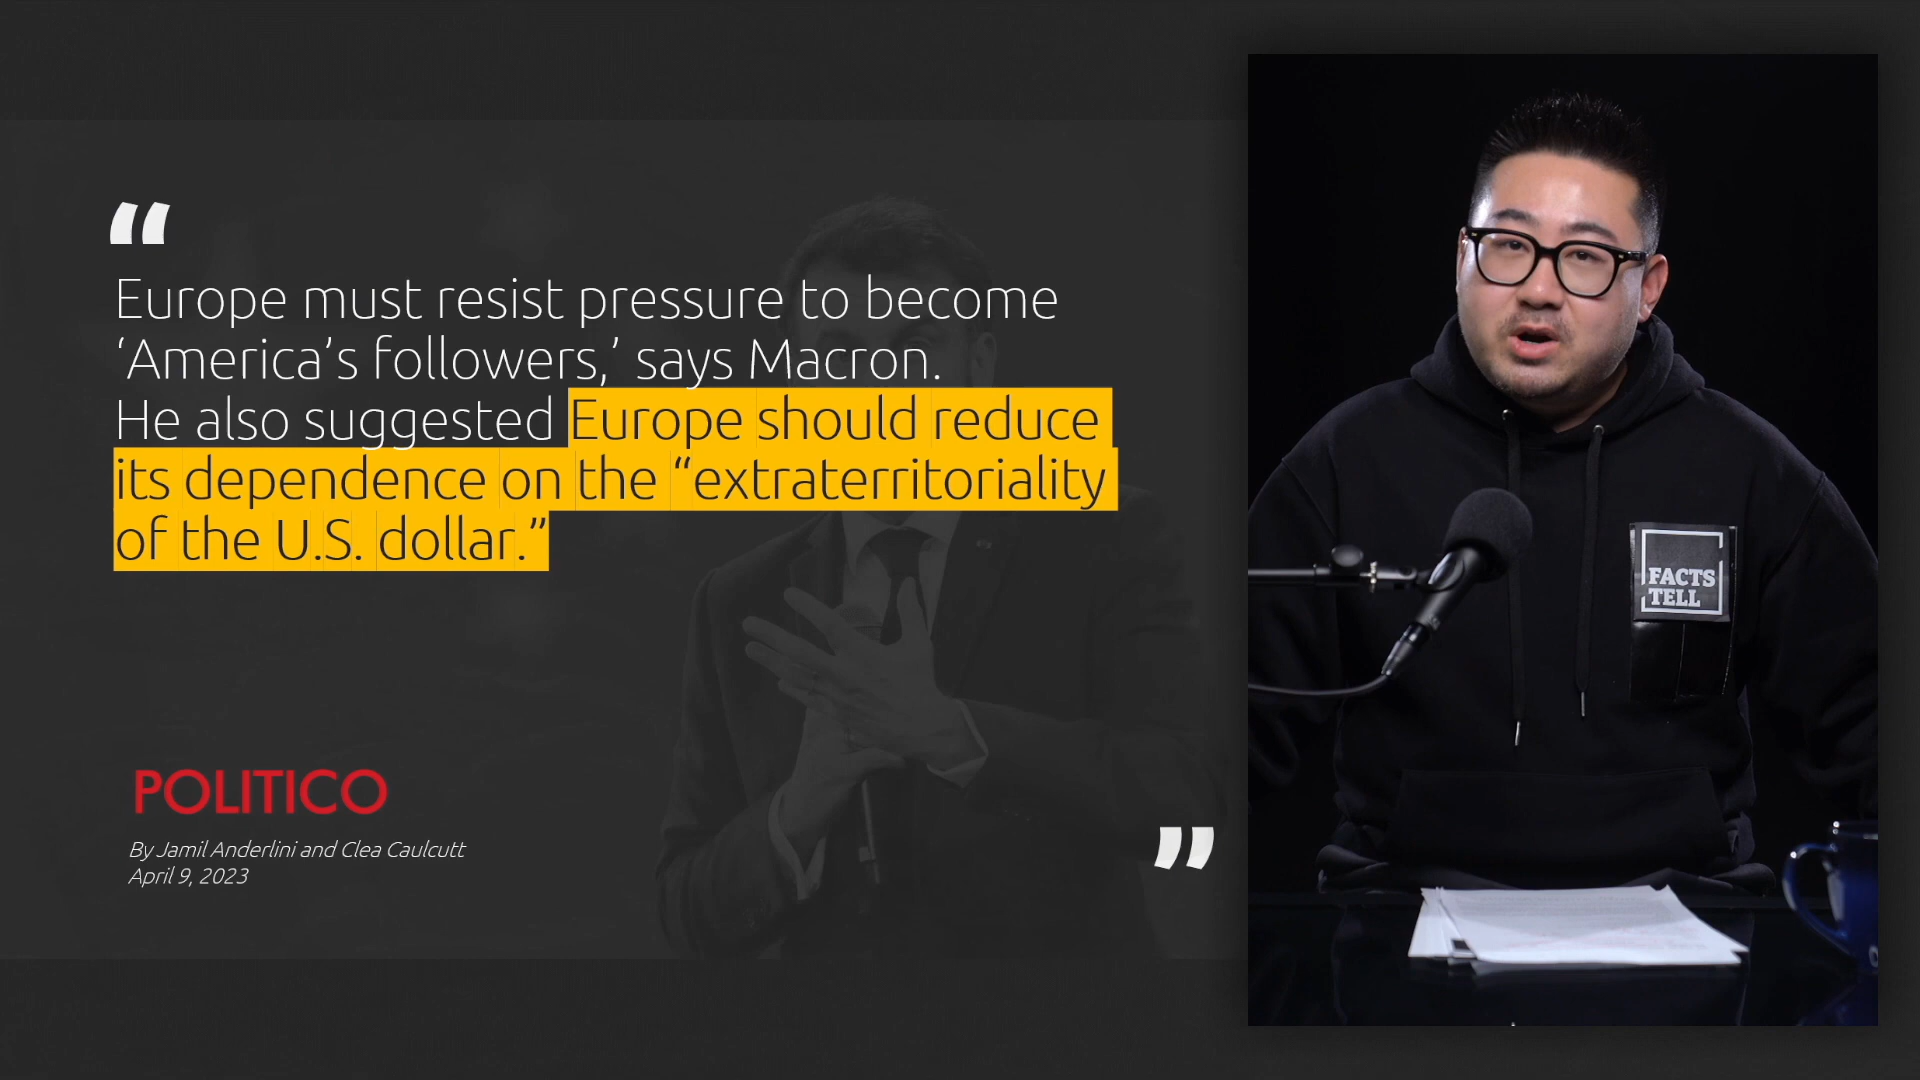 “
Europe must resist pressure to become
‘America’s followers,’ says Macron.
He also suggested Europe should reduce
its dependence on the “extraterritoriality
of the U.S. dollar.”
”
POLITICO
By Jamil Anderlini and Clea Caulcutt
April 9, 2023
FACTS
TELL